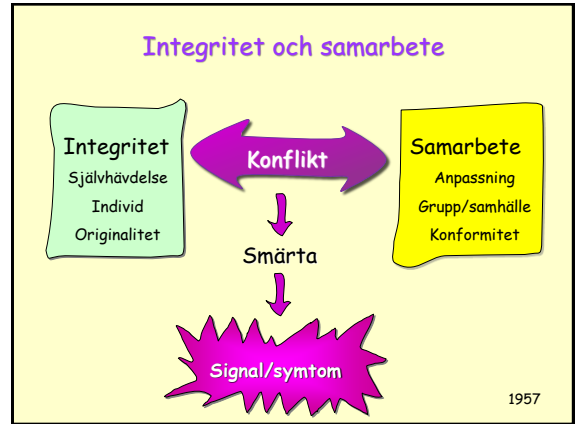 Integritet och samarbete
Integritet
Självhävdelse
Individ
Originalitet
Konflikt
Samarbete
Anpassning
Grupp/samhälle
Konformitet
Smärta
Signal/symtom
1957